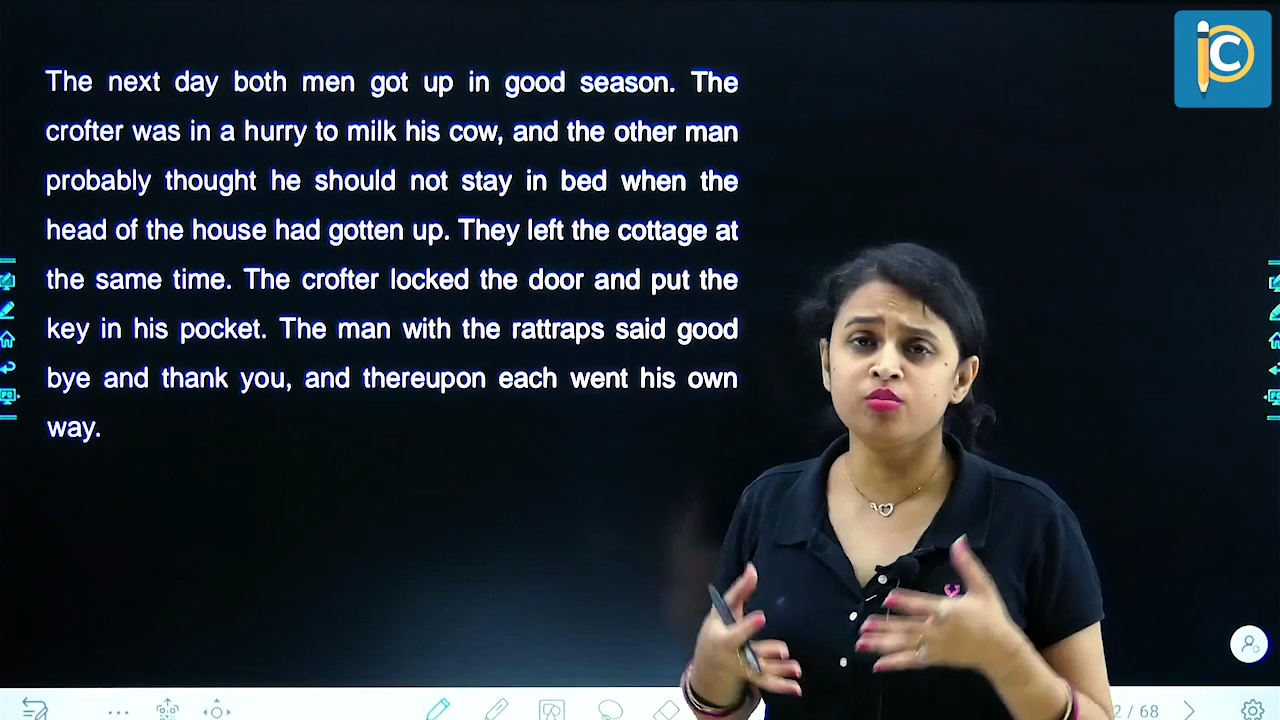 The next day both men got up in good season. The
crofter was in a hurry to milk his cow, and the other man
probably thought he should not stay in bed when the
head of the house had gotten up. They left the cottage at
the same time. The crofter locked the door and put the
key in his pocket. The man with the rattraps said good
bye and thank you, and thereupon each went his own
way.
2 / 68